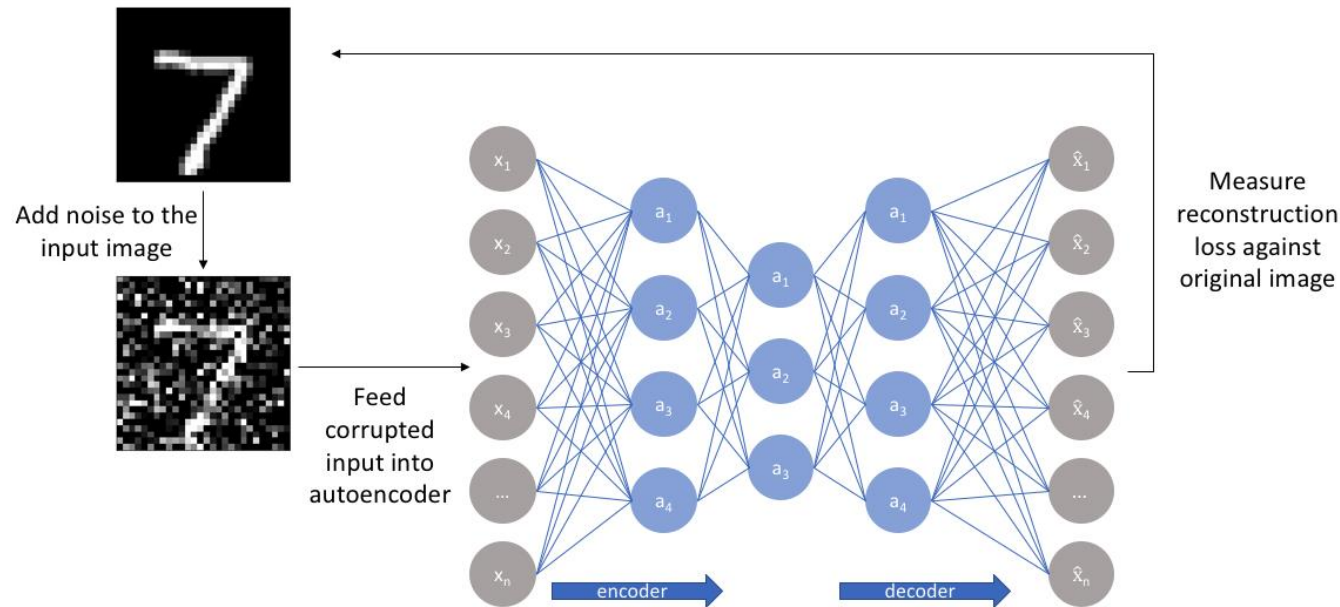 Add noise to the
input image
Feed
corrupted
input into
autoencoder
x₁
x₂
x₃
x₄
...
xₙ
a₁
a₂
a₃
a₄
a₁
a₂
a₃
a₁
a₂
a₃
a₄
x̂₁
x̂₂
x̂₃
x̂₄
...
x̂ₙ
encoder
decoder
Measure
reconstruction
loss against
original image